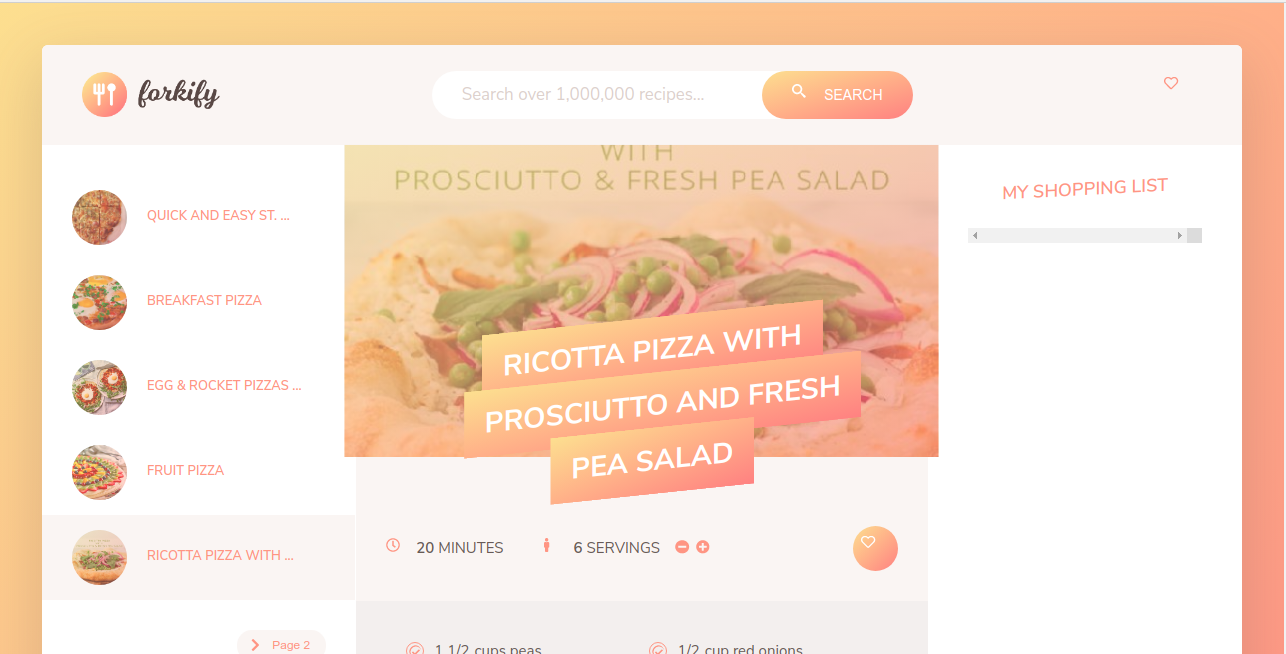 forkify
Search over 1,000,000 recipes...
SEARCH
QUICK AND EASY ST. ...
BREAKFAST PIZZA
EGG & ROCKET PIZZAS ...
FRUIT PIZZA
RICOTTA PIZZA WITH ...
Page 2
WITH
PROSCIUTTO & FRESH PEA SALAD
RICOTTA PIZZA WITH
PROSCIUTTO AND FRESH
PEA SALAD
20 MINUTES
6 SERVINGS
1 1/2 cups peas
1/2 cup red onions
MY SHOPPING LIST